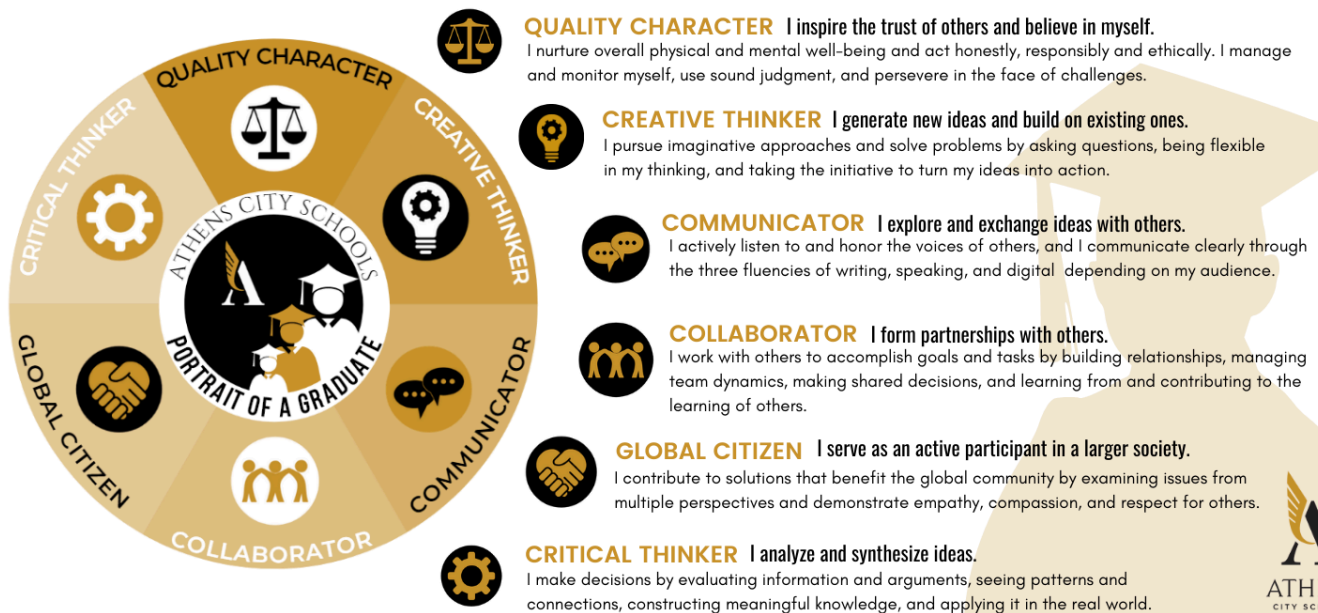 QUALITY CHARACTER
CREATIVE THINKER
COMMUNICATOR
COLLABORATOR
GLOBAL CITIZEN
CRITICAL THINKER
ATHENS CITY SCHOOLS
A
PORTRAIT OF A GRADUATE
QUALITY CHARACTER I inspire the trust of others and believe in myself.
I nurture overall physical and mental well-being and act honestly, responsibly and ethically. I manage
and monitor myself, use sound judgment, and persevere in the face of challenges.
CREATIVE THINKER I generate new ideas and build on existing ones.
I pursue imaginative approaches and solve problems by asking questions, being flexible
in my thinking, and taking the initiative to turn my ideas into action.
COMMUNICATOR I explore and exchange ideas with others.
I actively listen to and honor the voices of others, and I communicate clearly through
the three fluencies of writing, speaking, and digital depending on my audience.
COLLABORATOR I form partnerships with others.
I work with others to accomplish goals and tasks by building relationships, managing
team dynamics, making shared decisions, and learning from and contributing to the
learning of others.
GLOBAL CITIZEN I serve as an active participant in a larger society.
I contribute to solutions that benefit the global community by examining issues from
multiple perspectives and demonstrate empathy, compassion, and respect for others.
CRITICAL THINKER I analyze and synthesize ideas.
I make decisions by evaluating information and arguments, seeing patterns and
connections, constructing meaningful knowledge, and applying it in the real world.
A
ATH
CITY SC